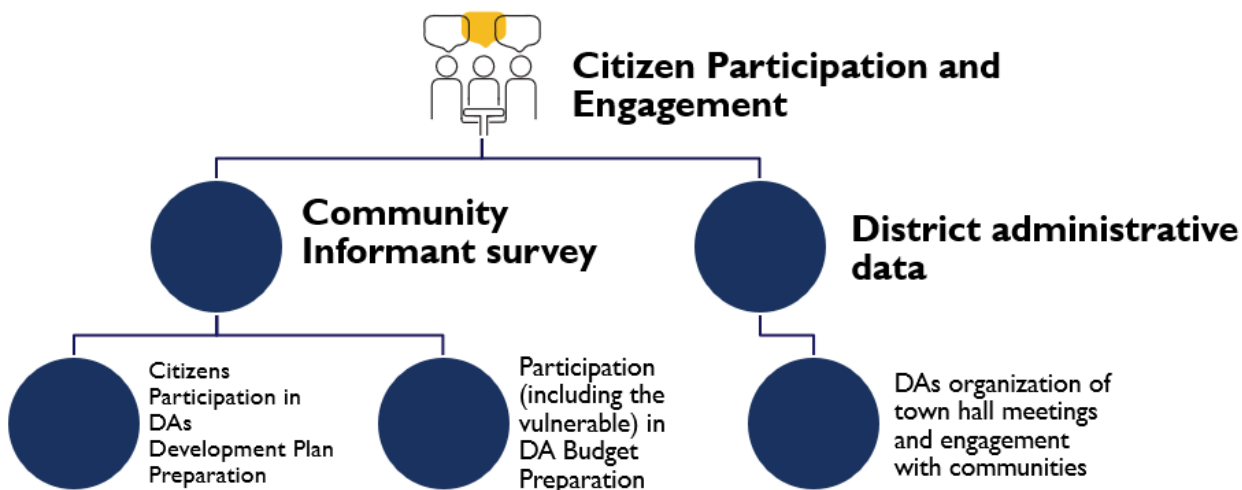 Citizen Participation and
Engagement
Community
Informant survey
District administrative
data
Citizens
Participation in
DAs
Development Plan
Preparation
Participation
(including the
vulnerable) in
DA Budget
Preparation
DAs organization of
town hall meetings
and engagement
with communities